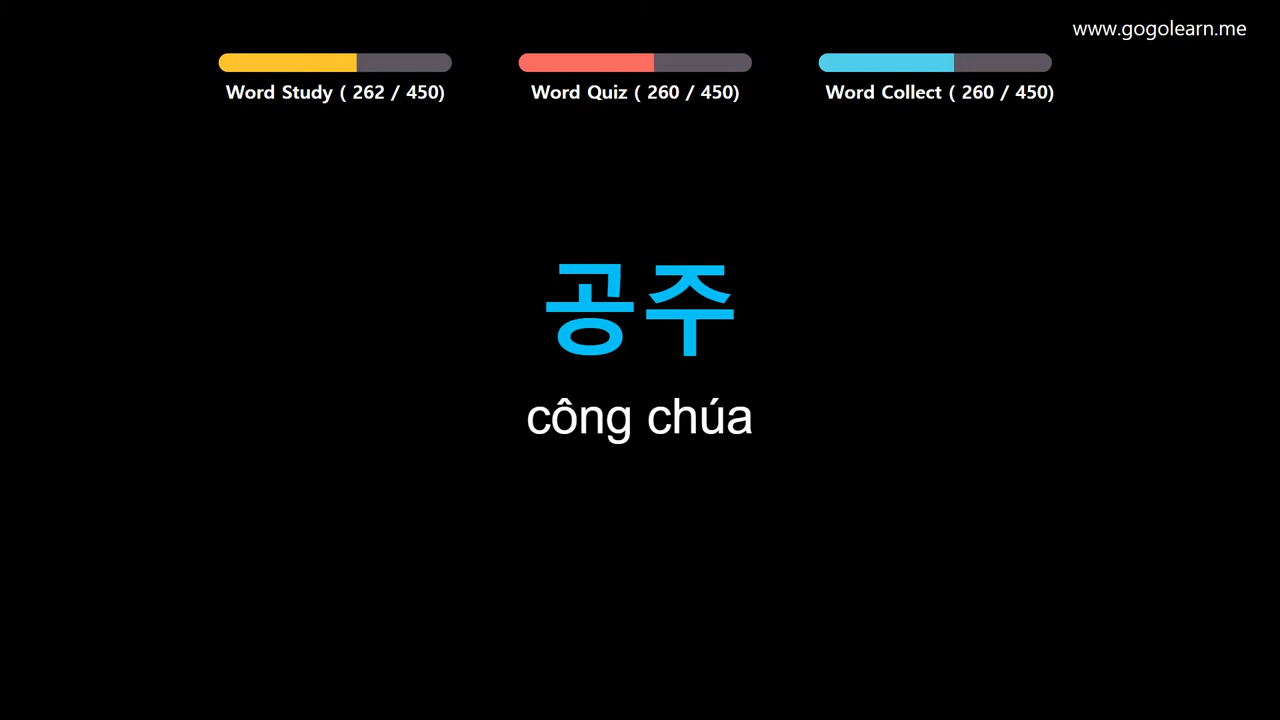 www.gogolearn.me
Word Study ( 262 / 450)
Word Quiz ( 260 / 450)
Word Collect ( 260 / 450)
공주
công chúa